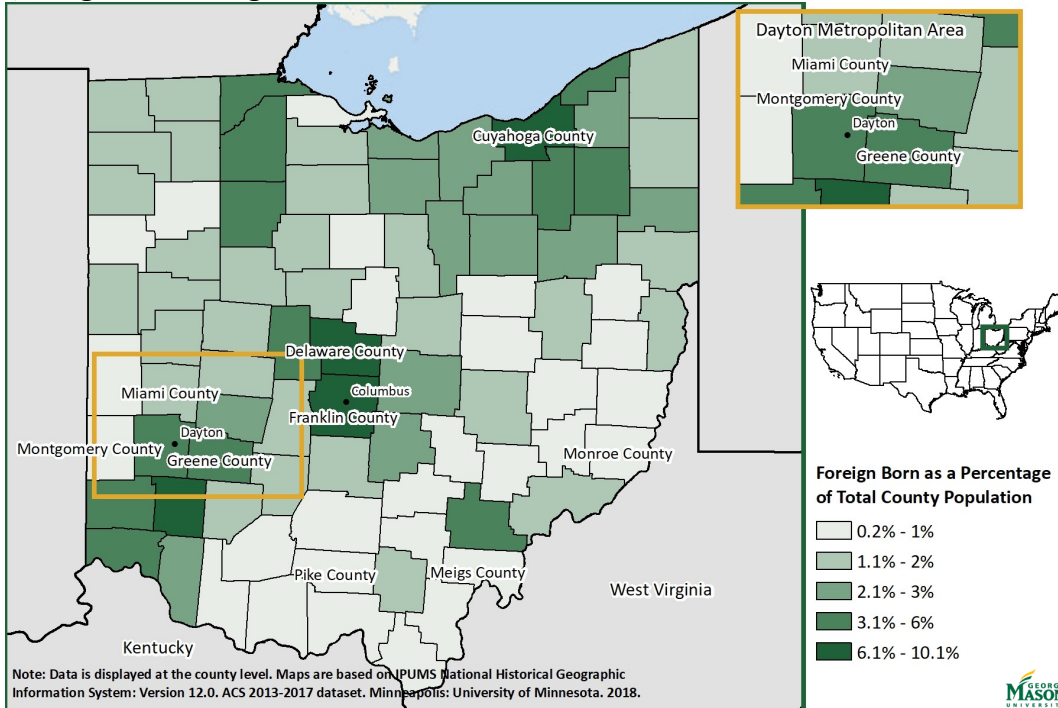 Dayton Metropolitan Area
Miami County
Montgomery County
Dayton
Greene County
Cuyahoga County
Delaware County
Columbus
Franklin County
Miami County
Dayton
Montgomery County
Greene County
Monroe County
Pike County
Meigs County
West Virginia
Kentucky
Note: Data is displayed at the county level. Maps are based on IPUMS National Historical Geographic
Information System: Version 12.0. ACS 2013-2017 dataset. Minneapolis: University of Minnesota. 2018.
Foreign Born as a Percentage
of Total County Population
0.2% - 1%
1.1% - 2%
2.1% - 3%
3.1% - 6%
6.1% - 10.1%
GEORGE
MASON
UNIVERSITY